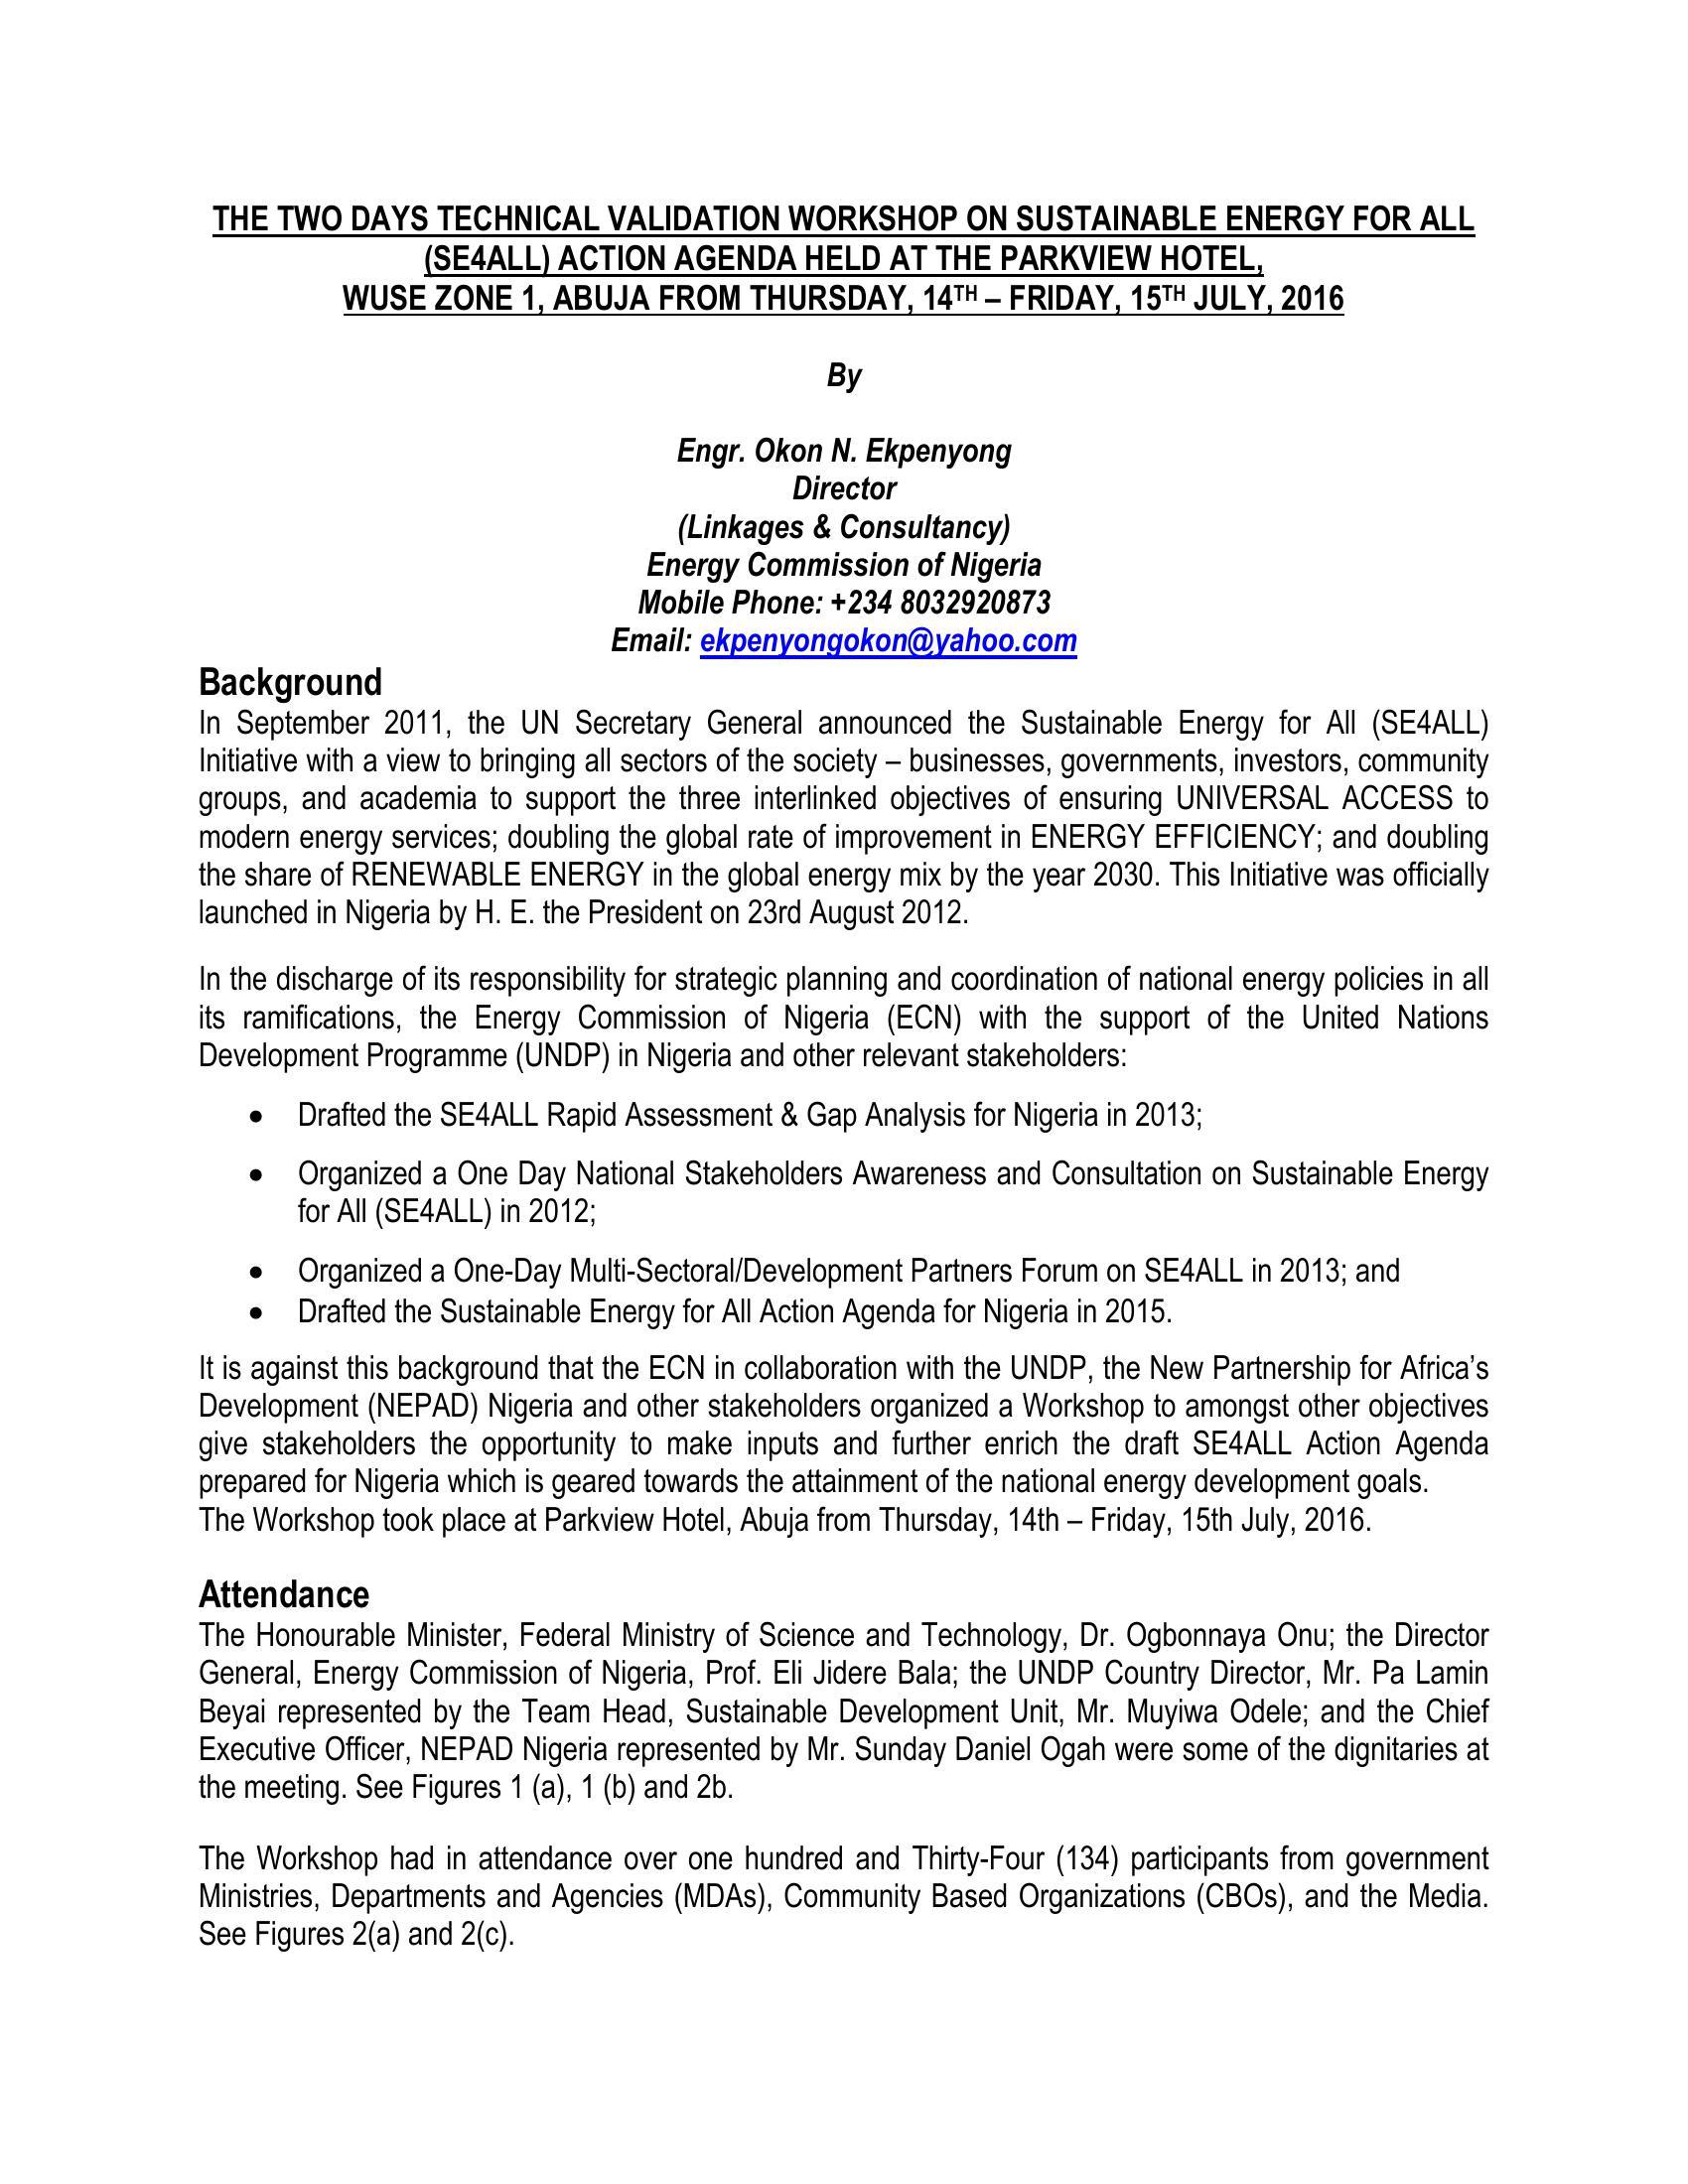 THE TWO DAYS TECHNICAL VALIDATION WORKSHOP ON SUSTAINABLE ENERGY FOR ALL
(SE4ALL) ACTION AGENDA HELD AT THE PARKVIEW HOTEL,
WUSE ZONE 1, ABUJA FROM THURSDAY, 14TH – FRIDAY, 15TH JULY, 2016
By
Engr. Okon N. Ekpenyong
Director
(Linkages & Consultancy)
Energy Commission of Nigeria
Mobile Phone: +234 8032920873
Email: ekpenyongokon@yahoo.com
Background
In September 2011, the UN Secretary General announced the Sustainable Energy for All (SE4ALL)
Initiative with a view to bringing all sectors of the society – businesses, governments, investors, community
groups, and academia to support the three interlinked objectives of ensuring UNIVERSAL ACCESS to
modern energy services; doubling the global rate of improvement in ENERGY EFFICIENCY; and doubling
the share of RENEWABLE ENERGY in the global energy mix by the year 2030. This Initiative was officially
launched in Nigeria by H. E. the President on 23rd August 2012.
In the discharge of its responsibility for strategic planning and coordination of national energy policies in all
its ramifications, the Energy Commission of Nigeria (ECN) with the support of the United Nations
Development Programme (UNDP) in Nigeria and other relevant stakeholders:
• Drafted the SE4ALL Rapid Assessment & Gap Analysis for Nigeria in 2013;
• Organized a One Day National Stakeholders Awareness and Consultation on Sustainable Energy
for All (SE4ALL) in 2012;
• Organized a One-Day Multi-Sectoral/Development Partners Forum on SE4ALL in 2013; and
• Drafted the Sustainable Energy for All Action Agenda for Nigeria in 2015.
It is against this background that the ECN in collaboration with the UNDP, the New Partnership for Africa’s
Development (NEPAD) Nigeria and other stakeholders organized a Workshop to amongst other objectives
give stakeholders the opportunity to make inputs and further enrich the draft SE4ALL Action Agenda
prepared for Nigeria which is geared towards the attainment of the national energy development goals.
The Workshop took place at Parkview Hotel, Abuja from Thursday, 14th – Friday, 15th July, 2016.
Attendance
The Honourable Minister, Federal Ministry of Science and Technology, Dr. Ogbonnaya Onu; the Director
General, Energy Commission of Nigeria, Prof. Eli Jidere Bala; the UNDP Country Director, Mr. Pa Lamin
Beyai represented by the Team Head, Sustainable Development Unit, Mr. Muyiwa Odele; and the Chief
Executive Officer, NEPAD Nigeria represented by Mr. Sunday Daniel Ogah were some of the dignitaries at
the meeting. See Figures 1 (a), 1 (b) and 2b.
The Workshop had in attendance over one hundred and Thirty-Four (134) participants from government
Ministries, Departments and Agencies (MDAs), Community Based Organizations (CBOs), and the Media.
See Figures 2(a) and 2(c).